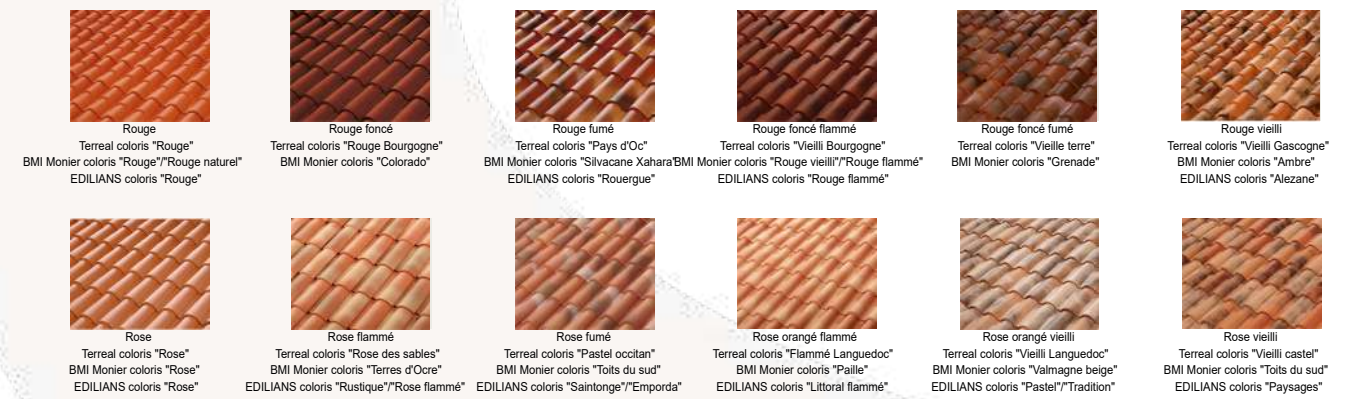 Rouge
Terreal coloris "Rouge"
BMI Monier coloris "Rouge"/"Rouge naturel"
EDILIANS coloris "Rouge"
Rouge foncé
Terreal coloris "Rouge Bourgogne"
BMI Monier coloris "Colorado"
Rouge fumé
Terreal coloris "Pays d'Oc"
BMI Monier coloris "Silvacane Xahara"
EDILIANS coloris "Rouergue"
Rouge foncé flammé
Terreal coloris "Vieilli Bourgogne"
BMI Monier coloris "Rouge vieilli"/"Rouge flammé"
EDILIANS coloris "Rouge flammé"
Rouge foncé fumé
Terreal coloris "Vieille terre"
BMI Monier coloris "Grenade"
Rouge vieilli
Terreal coloris "Vieilli Gascogne"
BMI Monier coloris "Ambre"
EDILIANS coloris "Alezane"
Rose
Terreal coloris "Rose"
BMI Monier coloris "Rose"
EDILIANS coloris "Rose"
Rose flammé
Terreal coloris "Rose des sables"
BMI Monier coloris "Terres d'Ocre"
EDILIANS coloris "Rustique"/"Rose flammé"
Rose fumé
Terreal coloris "Pastel occitan"
BMI Monier coloris "Toits du sud"
EDILIANS coloris "Saintonge"/"Emporda"
Rose orangé flammé
Terreal coloris "Flammé Languedoc"
BMI Monier coloris "Paille"
EDILIANS coloris "Littoral flammé"
Rose orangé vieilli
Terreal coloris "Vieilli Languedoc"
BMI Monier coloris "Valmagne beige"
EDILIANS coloris "Pastel"/"Tradition"
Rose vieilli
Terreal coloris "Vieilli castel"
BMI Monier coloris "Toits du sud"
EDILIANS coloris "Paysages"